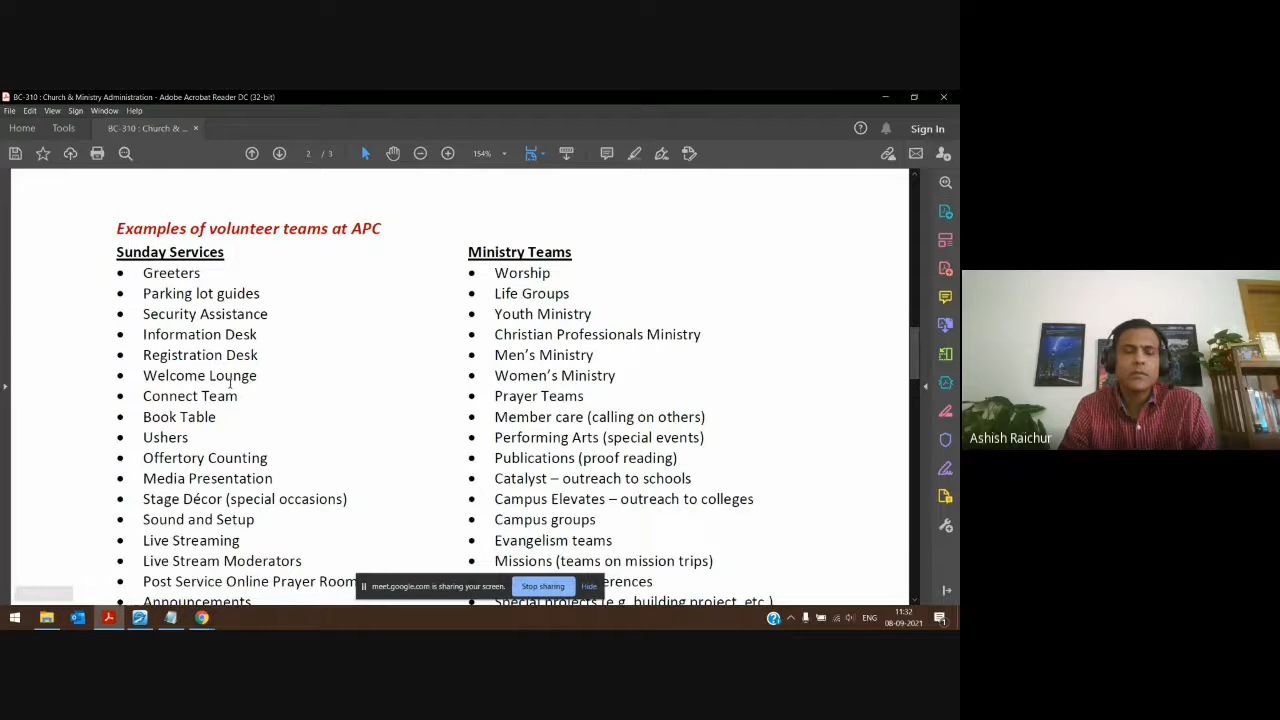 BC-310 : Church & Ministry Administration - Adobe Acrobat Reader DC (32-bit)
File Edit View Sign Window Help
Home Tools BC-310 : Church & ... × Sign In
2 / 3 154%
Examples of volunteer teams at APC
Sunday Services
• Greeters
• Parking lot guides
• Security Assistance
• Information Desk
• Registration Desk
• Welcome Lounge
• Connect Team
• Book Table
• Ushers
• Offertory Counting
• Media Presentation
• Stage Décor (special occasions)
• Sound and Setup
• Live Streaming
• Live Stream Moderators
• Post Service Online Prayer Room
• Announcements
Ministry Teams
• Worship
• Life Groups
• Youth Ministry
• Christian Professionals Ministry
• Men's Ministry
• Women's Ministry
• Prayer Teams
• Member care (calling on others)
• Performing Arts (special events)
• Publications (proof reading)
• Catalyst – outreach to schools
• Campus Elevates – outreach to colleges
• Campus groups
• Evangelism teams
• Missions (teams on mission trips)
erences
• Special projects (e.g. building project, etc.)
meet.google.com is sharing your screen. Stop sharing Hide
ENG
11:32
08-09-2021
Ashish Raichur